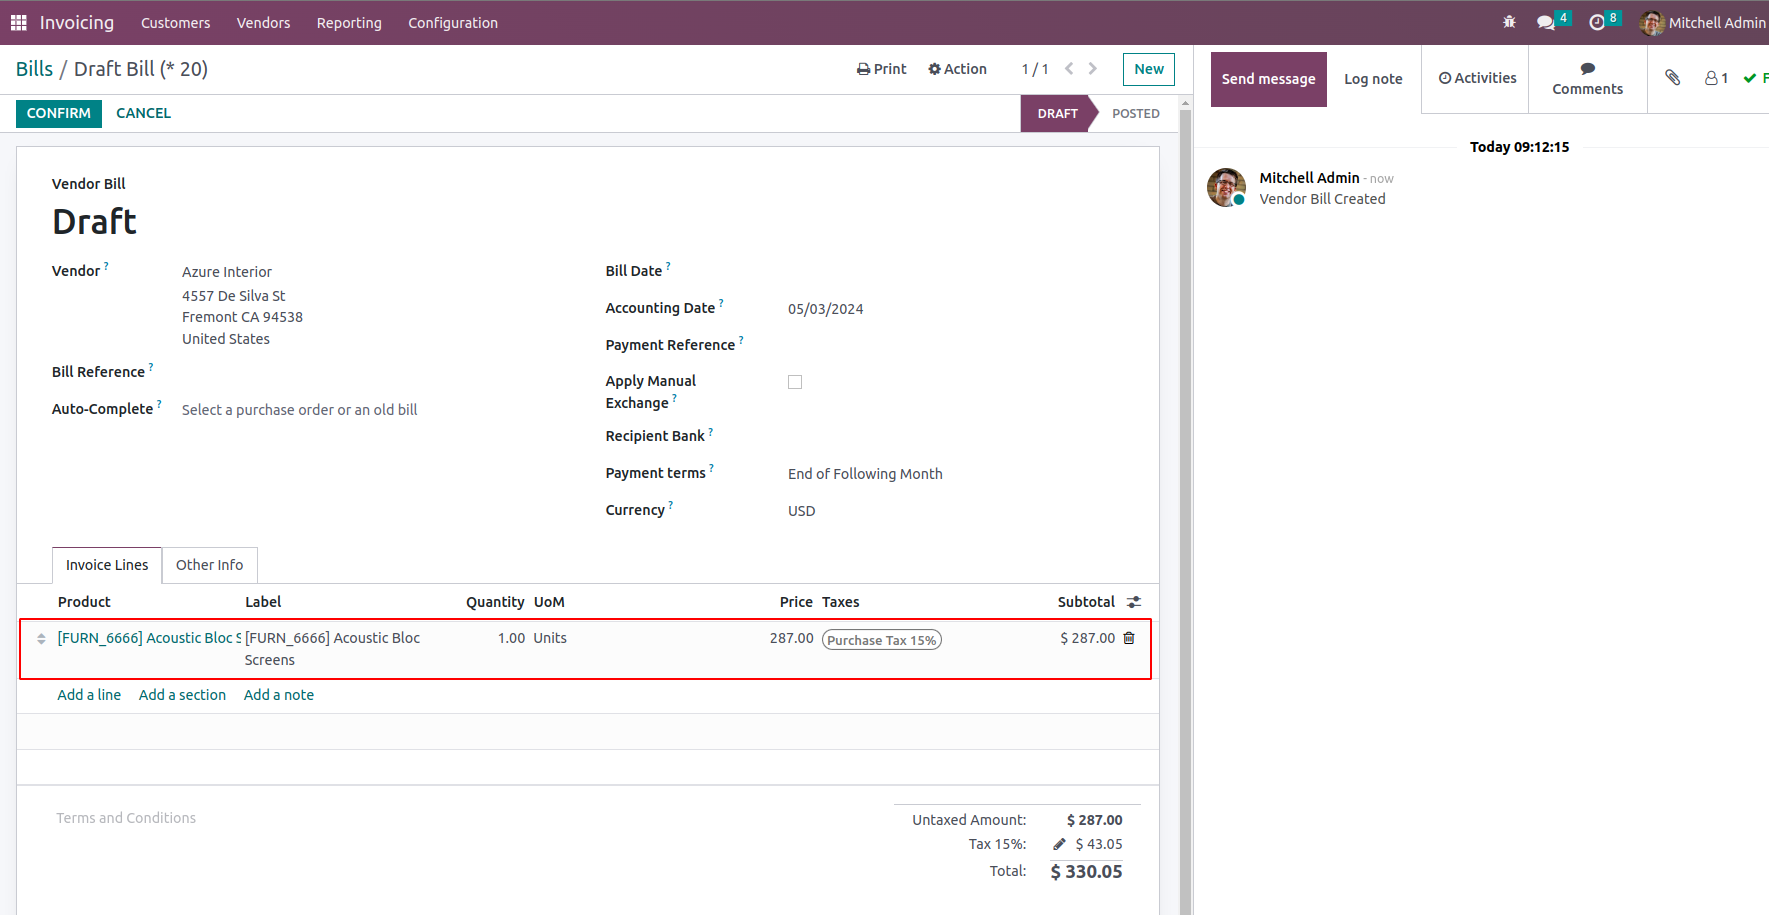 Invoicing Customers Vendors Reporting Configuration 4 8 Mitchell Admin
Bills / Draft Bill (* 20) Print Action 1 / 1 New
CONFIRM CANCEL DRAFT POSTED
Vendor Bill
Draft
Vendor ? Azure Interior
4557 De Silva St
Fremont CA 94538
United States
Bill Reference ?
Auto-Complete ? Select a purchase order or an old bill
Bill Date ?
Accounting Date ? 05/03/2024
Payment Reference ?
Apply Manual
Exchange ?
Recipient Bank ?
Payment terms ? End of Following Month
Currency ? USD
Invoice Lines Other Info
Product Label Quantity UoM Price Taxes Subtotal
[FURN_6666] Acoustic Bloc S [FURN_6666] Acoustic Bloc 1.00 Units 287.00 Purchase Tax 15% $ 287.00
Screens
Add a line Add a section Add a note
Terms and Conditions
Untaxed Amount: $ 287.00
Tax 15%: $ 43.05
Total: $ 330.05
Send message Log note Activities Comments 1 F
Today 09:12:15
Mitchell Admin - now
Vendor Bill Created